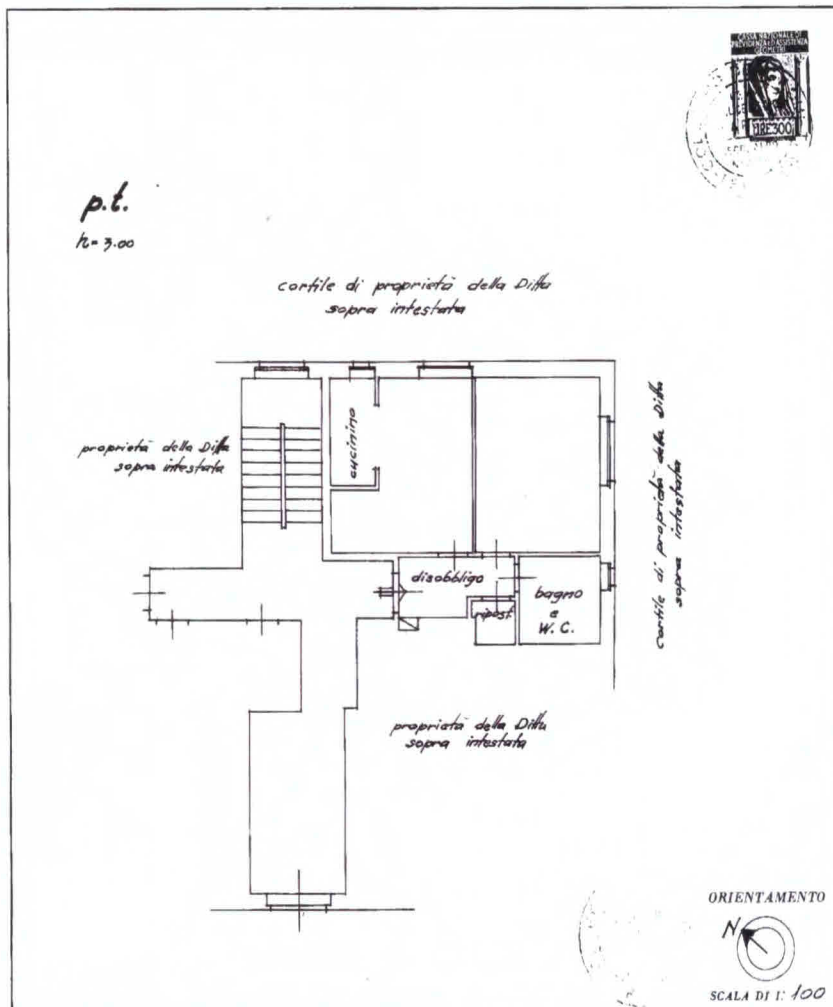 CASSA NAZIONALE DI
PREVIDENZA E D'ASSISTENZA
GEOMETRI
LIRE 300
p.t.
h= 3.00
cortile di proprietà della Ditta
sopra intestata
proprietà della Ditta
sopra intestata
cucinino
cortile di proprietà della Ditta
sopra intestata
disobbligo
ripost.
bagno
e
W. C.
proprietà della Ditta
sopra intestata
ORIENTAMENTO
N
SCALA DI 1: 100